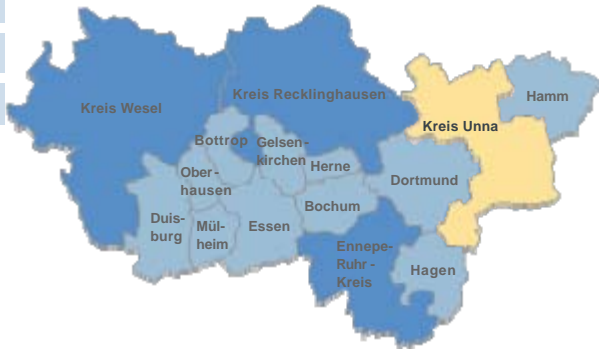 Hamm
Kreis Wesel
Kreis Recklinghausen
Kreis Unna
Bottrop
Gelsen-
kirchen
Herne
Ober-
hausen
Dortmund
Bochum
Duis-
burg
Mül-
heim
Essen
Ennepe-
Ruhr -
Kreis
Hagen